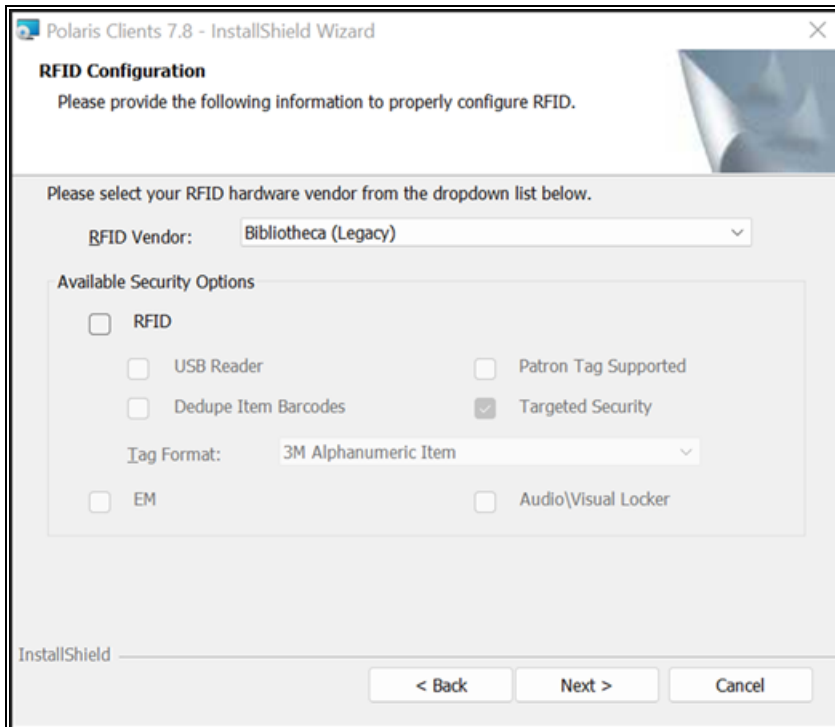 Polaris Clients 7.8 - InstallShield Wizard
RFID Configuration
Please provide the following information to properly configure RFID.
Please select your RFID hardware vendor from the dropdown list below.
RFID Vendor: Bibliotheca (Legacy)
Available Security Options
RFID
USB Reader Patron Tag Supported
Dedupe Item Barcodes Targeted Security
Tag Format: 3M Alphanumeric Item
EM Audio\Visual Locker
InstallShield
< Back Next > Cancel